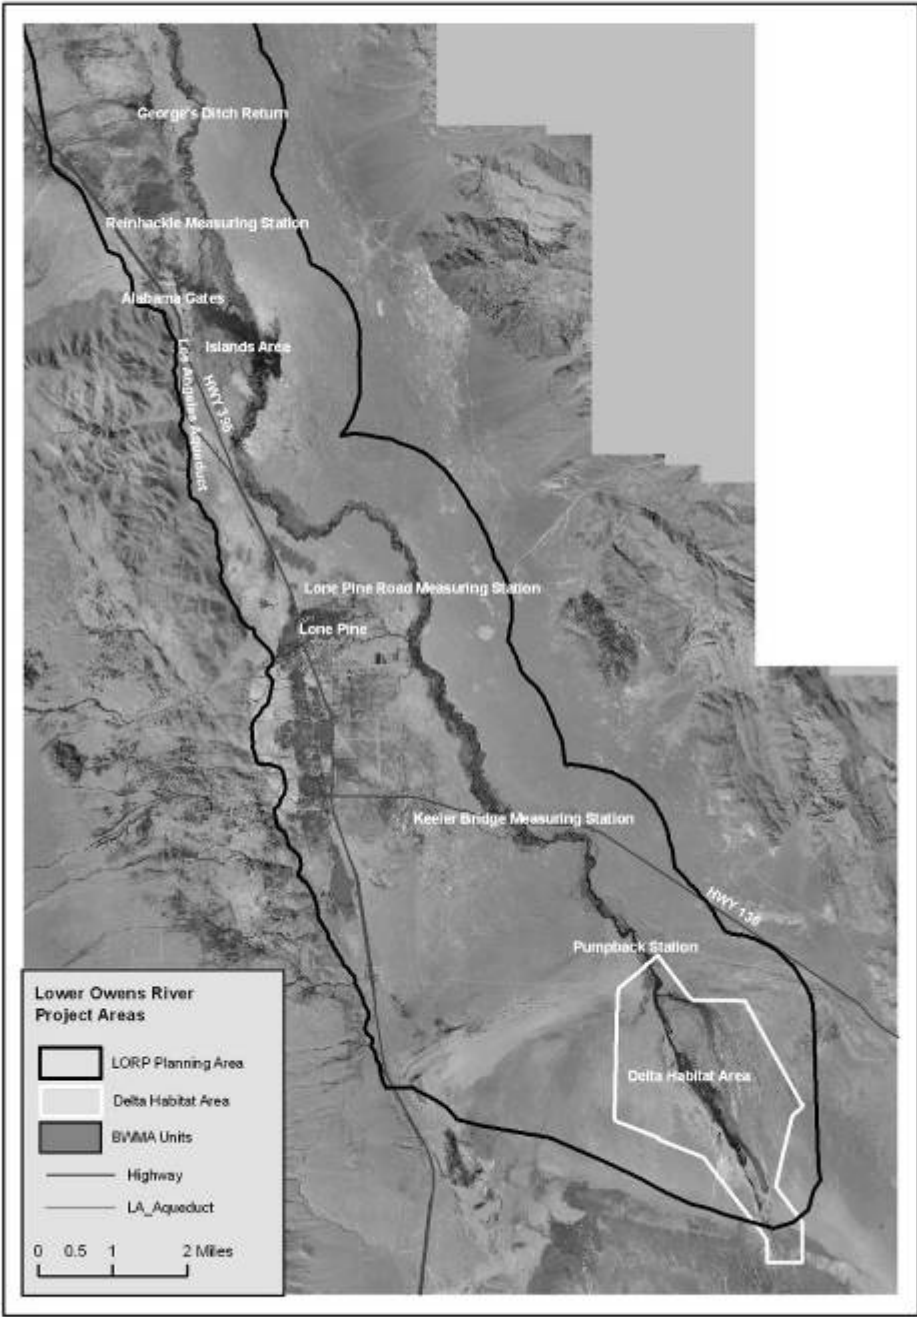 George's Ditch Return
Reinhackle Measuring Station
Alabama Gates
Islands Area
Los Angeles Aqueduct
HWY 395
Lone Pine Road Measuring Station
Lone Pine
Keeler Bridge Measuring Station
HWY 136
Pumpback Station
Delta Habitat Area
Lower Owens River
Project Areas
LORP Planning Area
Delta Habitat Area
BWMA Units
Highway
LA_Aqueduct
0 0.5 1 2 Miles